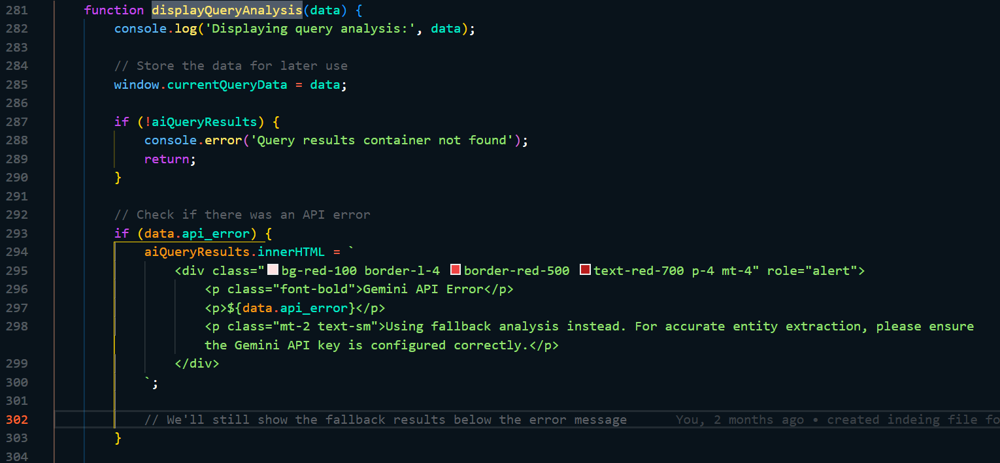 281 function displayQueryAnalysis(data) {
282 console.log('Displaying query analysis:', data);
283
284 // Store the data for later use
285 window.currentQueryData = data;
286
287 if (!aiQueryResults) {
288 console.error('Query results container not found');
289 return;
290 }
291
292 // Check if there was an API error
293 if (data.api_error) {
294 aiQueryResults.innerHTML = `
295 <div class="bg-red-100 border-l-4 border-red-500 text-red-700 p-4 mt-4" role="alert">
296 <p class="font-bold">Gemini API Error</p>
297 <p>${data.api_error}</p>
298 <p class="mt-2 text-sm">Using fallback analysis instead. For accurate entity extraction, please ensure
the Gemini API key is configured correctly.</p>
299 </div>
300 `;
301
302 // We'll still show the fallback results below the error message You, 2 months ago • created indeing file fo
303 }
304